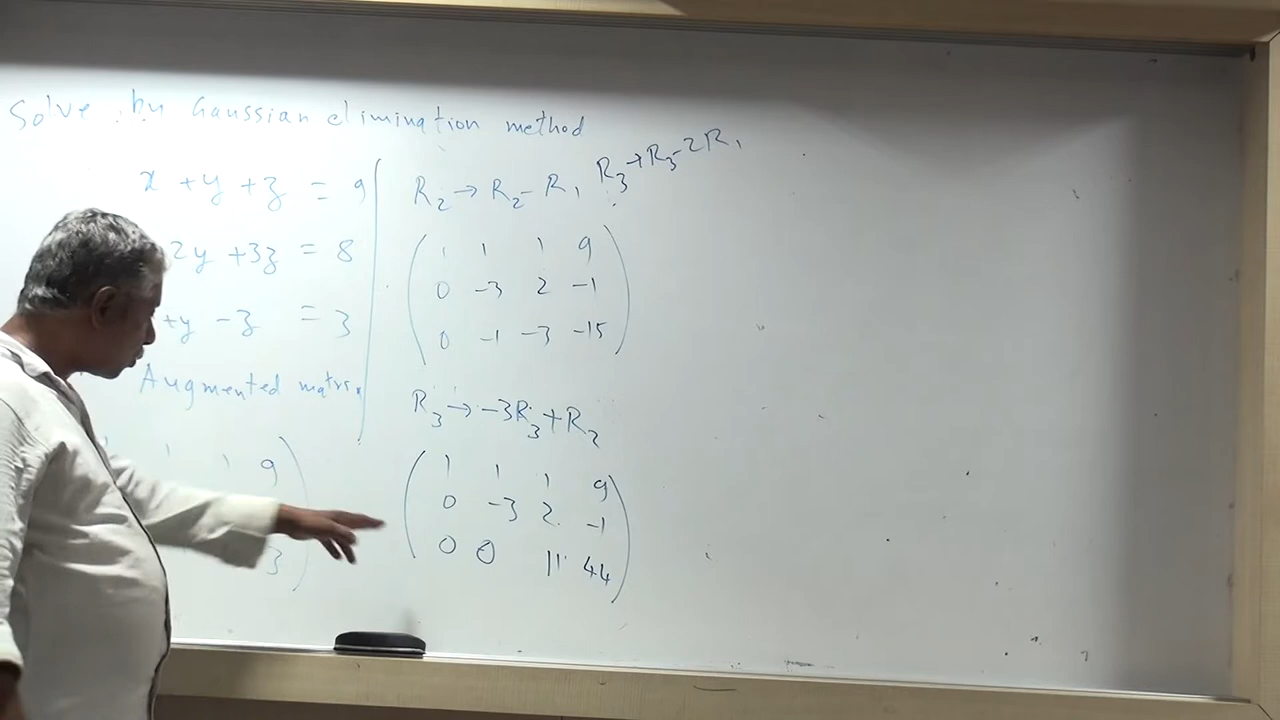 Solve by Gaussian elimination method
x + y + z = 9
2y + 3z = 8
+y - z = 3
Augmented matrix
1 1 9
3
R₂ → R₂ - R₁ R₃ → R₃ - 2R₁
1 1 1 9
0 -3 2 -1
0 -1 -3 -15
R₃ → -3R₃ + R₂
1 1 1 9
0 -3 2 -1
0 0 11 44